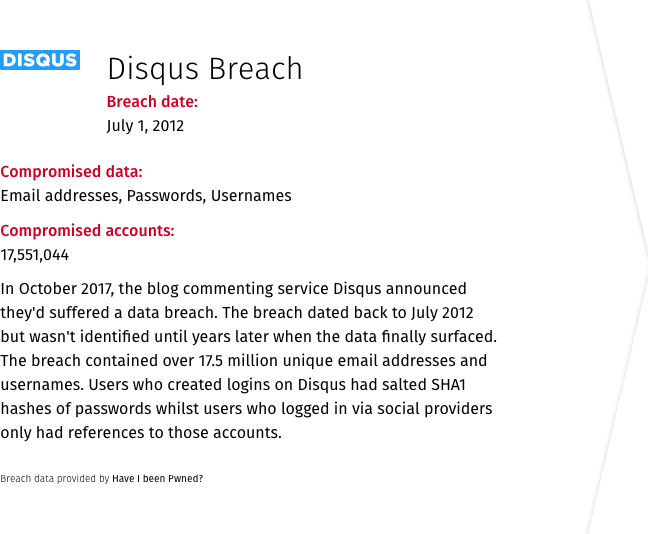 DISQUS
Disqus Breach
Breach date:
July 1, 2012
Compromised data:
Email addresses, Passwords, Usernames
Compromised accounts:
17,551,044
In October 2017, the blog commenting service Disqus announced
they'd suffered a data breach. The breach dated back to July 2012
but wasn't identified until years later when the data finally surfaced.
The breach contained over 17.5 million unique email addresses and
usernames. Users who created logins on Disqus had salted SHA1
hashes of passwords whilst users who logged in via social providers
only had references to those accounts.
Breach data provided by Have I been Pwned?